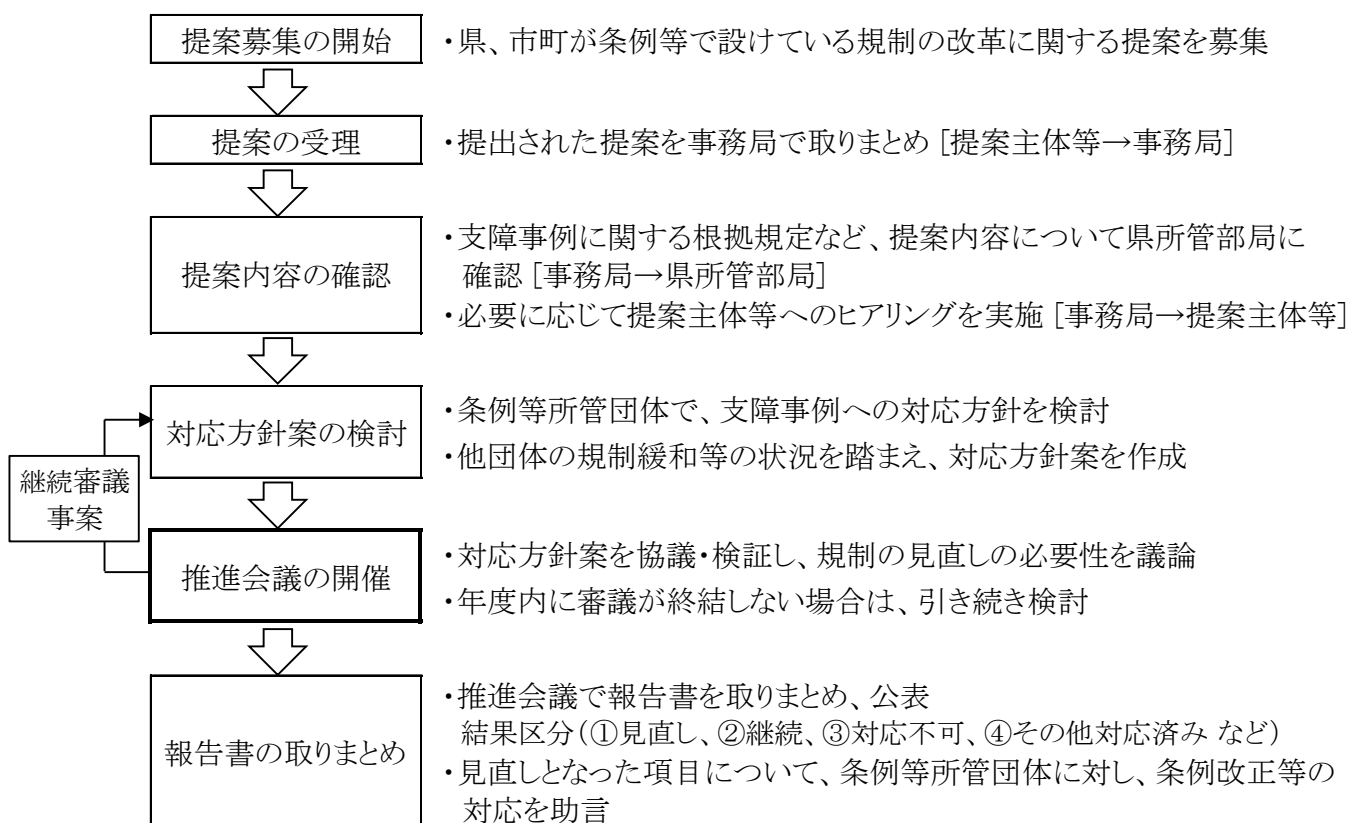 提案募集の開始
・県、市町が条例等で設けている規制の改革に関する提案を募集
提案の受理
・提出された提案を事務局で取りまとめ［提案主体等→事務局］
提案内容の確認
・支障事例に関する根拠規定など、提案内容について県所管部局に
確認［事務局→県所管部局］
・必要に応じて提案主体等へのヒアリングを実施［事務局→提案主体等］
対応方針案の検討
・条例等所管団体で、支障事例への対応方針を検討
・他団体の規制緩和等の状況を踏まえ、対応方針案を作成
継続審議
事案
推進会議の開催
・対応方針案を協議・検証し、規制の見直しの必要性を議論
・年度内に審議が終結しない場合は、引き続き検討
報告書の取りまとめ
・推進会議で報告書を取りまとめ、公表
結果区分（①見直し、②継続、③対応不可、④その他対応済み など）
・見直しとなった項目について、条例等所管団体に対し、条例改正等の
対応を助言